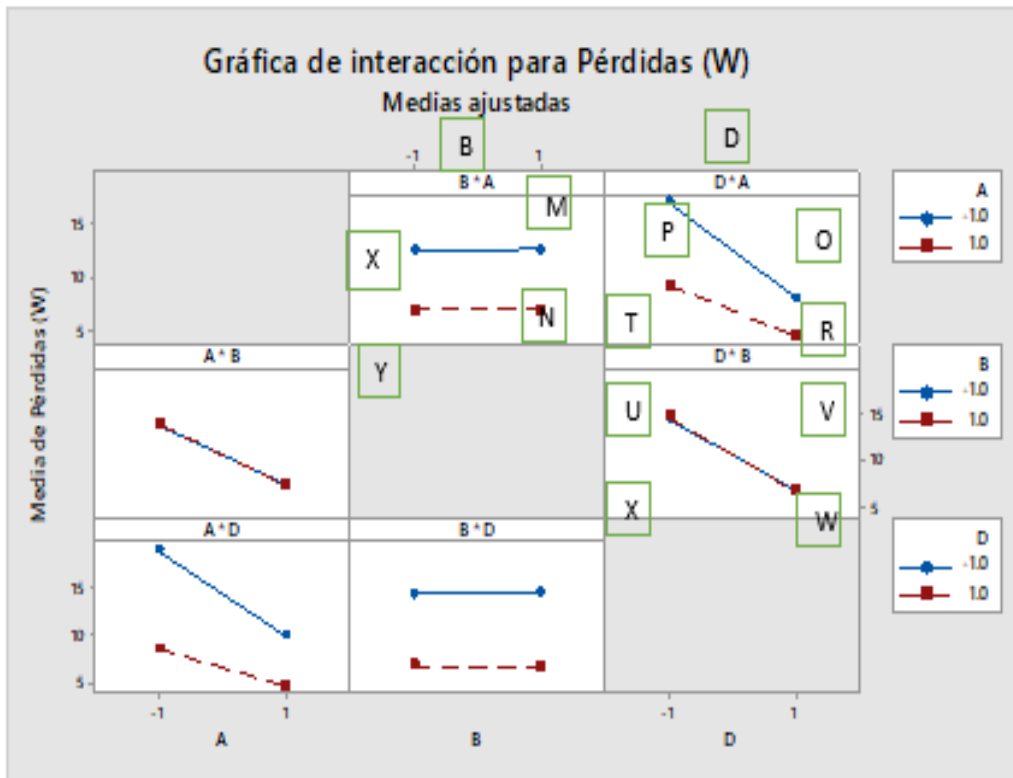 Gráfica de interacción para Pérdidas (W)
Medias ajustadas
B
D
-1 1
B * A
D * A
A
-1.0
1.0
M
P
O
X
N
T
R
15
10
5
Media de Pérdidas (W)
A * B
Y
D * B
B
-1.0
1.0
U
V
X
W
15
10
5
A * D
B * D
D
-1.0
1.0
15
10
5
-1 1
-1 1
A
B
D